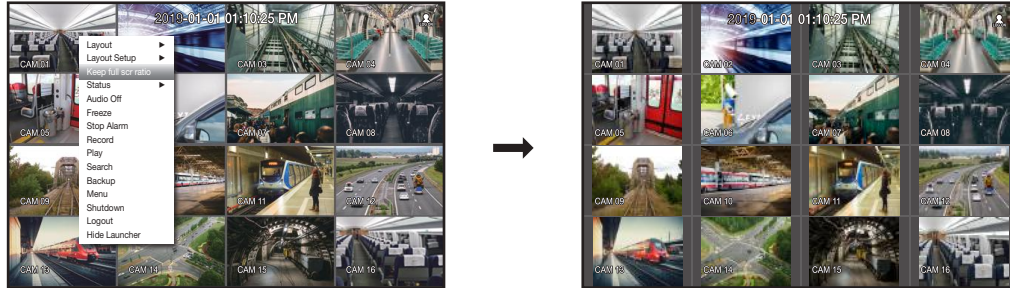 2019-01-01 01:10:25 PM
CAM 01
CAM 03
CAM 04
Layout
Layout Setup
Keep full scr ratio
Status
Audio Off
Freeze
Stop Alarm
Record
Play
Search
Backup
Menu
Shutdown
Logout
Hide Launcher
CAM 05
CAM 07
CAM 08
CAM 09
CAM 11
CAM 12
CAM 13
CAM 14
CAM 15
CAM 16
2019-01-01 01:10:25 PM
CAM 01
CAM 02
CAM 03
CAM 04
CAM 05
CAM 06
CAM 07
CAM 08
CAM 09
CAM 10
CAM 11
CAM 12
CAM 13
CAM 14
CAM 15
CAM 16